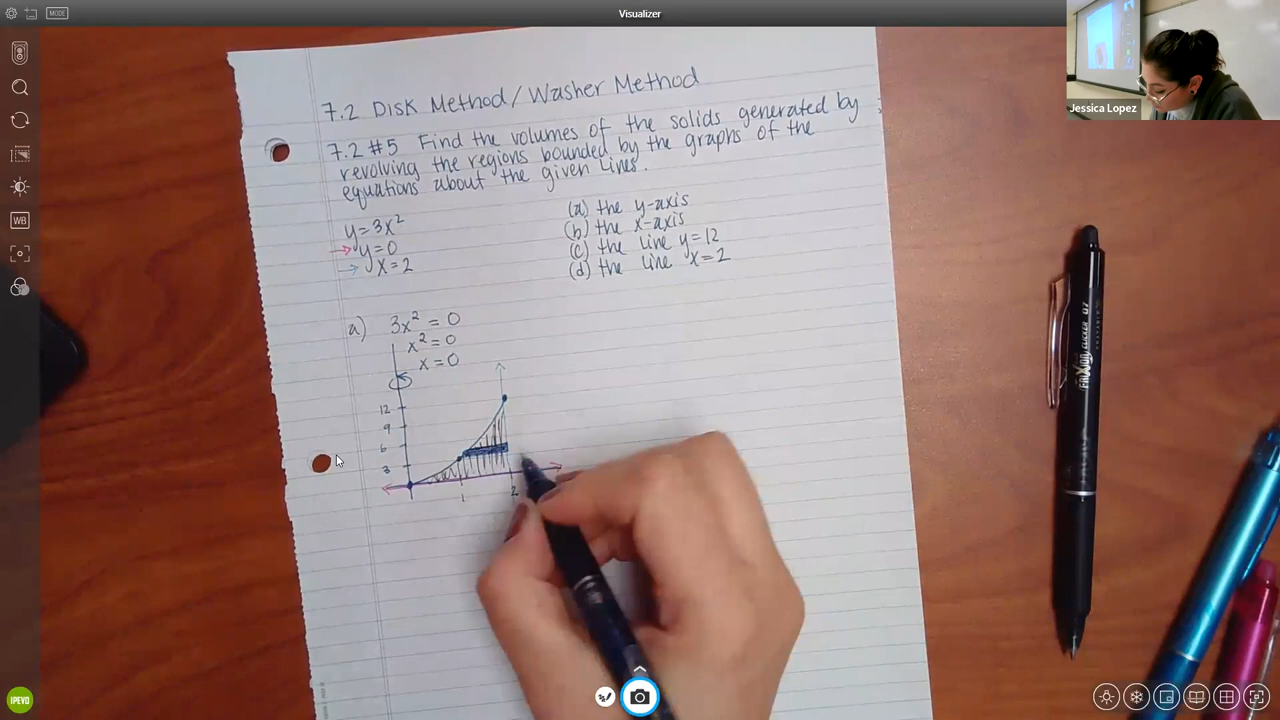 MODE
Visualizer
Jessica Lopez
WB
7.2 Disk Method/Washer Method
7.2 #5 Find the volumes of the solids generated by
revolving the regions bounded by the graphs of the
equations about the given lines.
y=3x²
y=0
x=2
(a) the y-axis
(b) the x-axis
(c) the line y=12
(d) the line x=2
a) 3x² = 0
x² = 0
x = 0
12
9
6
3
1
2
FRIXION CLICKER 07
IPEVO